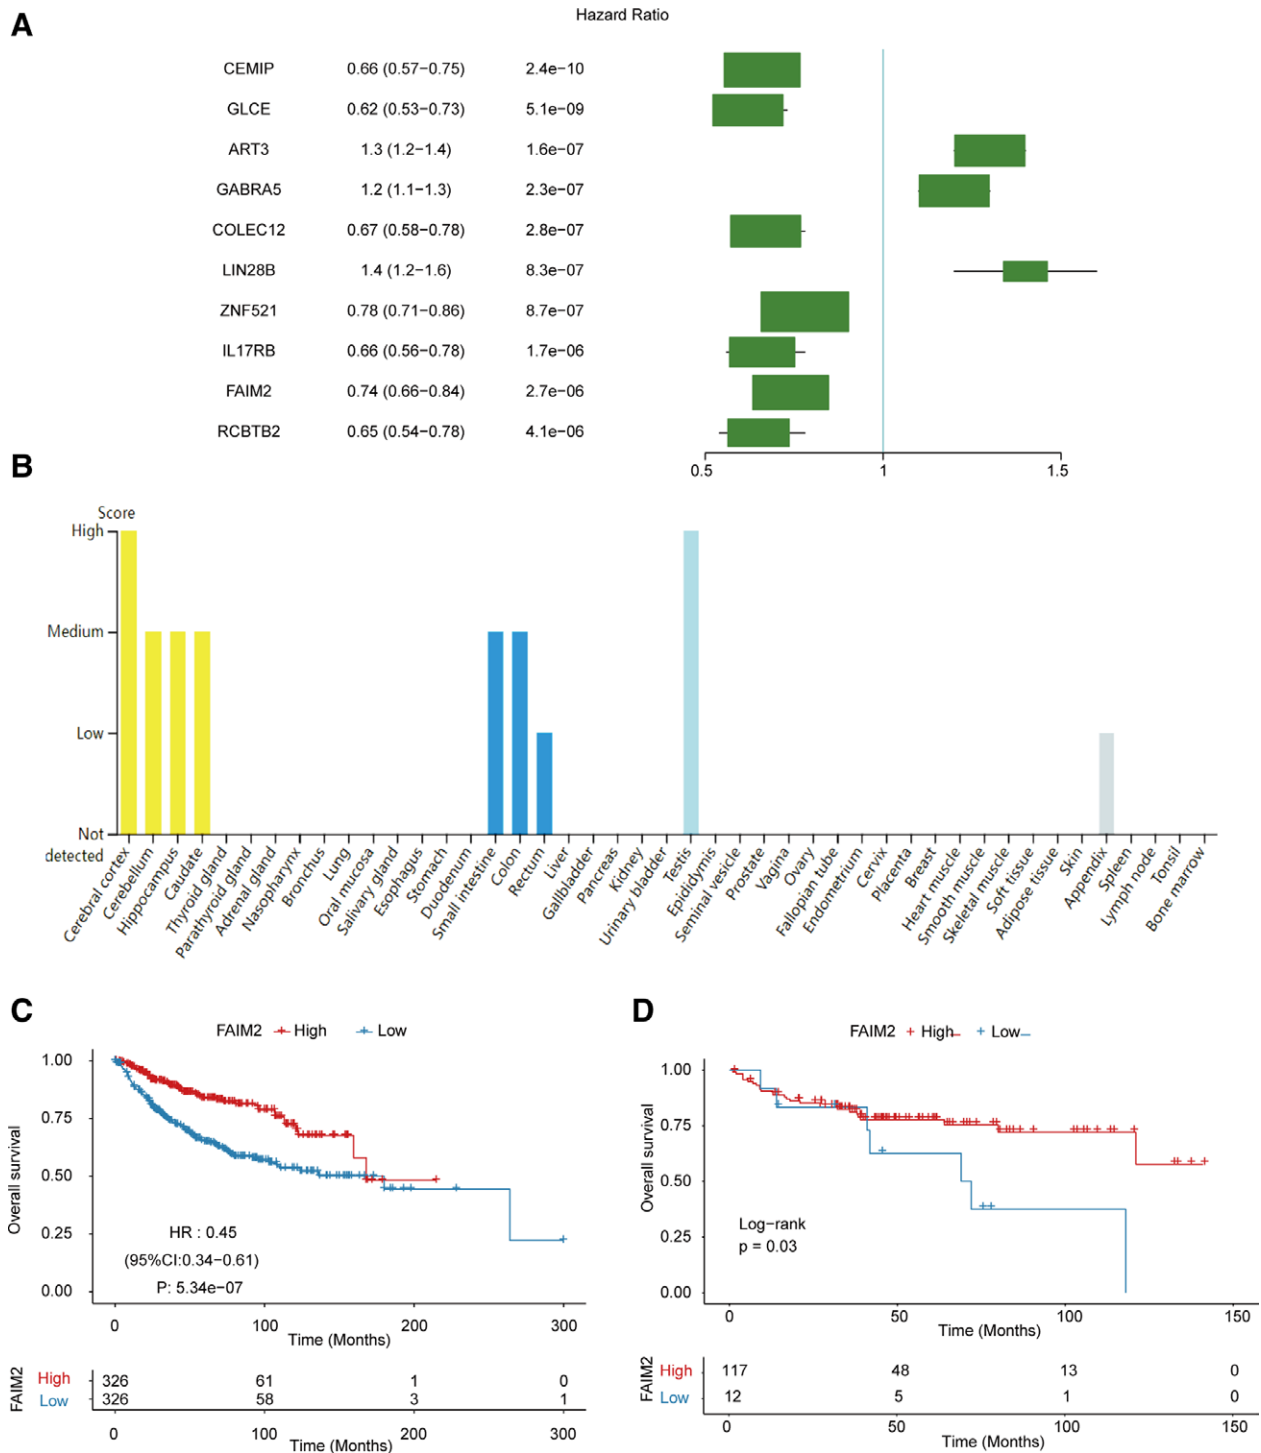 A
Hazard Ratio
CEMIP 0.66 (0.57−0.75) 2.4e−10
GLCE 0.62 (0.53−0.73) 5.1e−09
ART3 1.3 (1.2−1.4) 1.6e−07
GABRA5 1.2 (1.1−1.3) 2.3e−07
COLEC12 0.67 (0.58−0.78) 2.8e−07
LIN28B 1.4 (1.2−1.6) 8.3e−07
ZNF521 0.78 (0.71−0.86) 8.7e−07
IL17RB 0.66 (0.56−0.78) 1.7e−06
FAIM2 0.74 (0.66−0.84) 2.7e−06
RCBTB2 0.65 (0.54−0.78) 4.1e−06
0.5 1 1.5
B
Score
High
Medium
Low
Not
detected
Cerebral cortex
Cerebellum
Hippocampus
Caudate
Thyroid gland
Parathyroid gland
Adrenal gland
Nasopharynx
Bronchus
Lung
Oral mucosa
Salivary gland
Esophagus
Stomach
Duodenum
Small intestine
Colon
Rectum
Liver
Gallbladder
Pancreas
Kidney
Urinary bladder
Testis
Epididymis
Seminal vesicle
Prostate
Vagina
Ovary
Fallopian tube
Endometrium
Cervix
Placenta
Breast
Heart muscle
Smooth muscle
Skeletal muscle
Soft tissue
Adipose tissue
Skin
Appendix
Spleen
Lymph node
Tonsil
Bone marrow
C
FAIM2 High Low
Overall survival
1.00
0.75
0.50
0.25
0.00
HR : 0.45
(95%CI:0.34−0.61)
P: 5.34e−07
0 100 200 300
Time (Months)
FAIM2
High 326 61 1 0
Low 326 58 3 1
0 100 200 300
Time (Months)
D
FAIM2 High Low
Overall survival
1.00
0.75
0.50
0.25
0.00
Log−rank
p = 0.03
0 50 100 150
Time (Months)
FAIM2
High 117 48 13 0
Low 12 5 1 0
0 50 100 150
Time (Months)